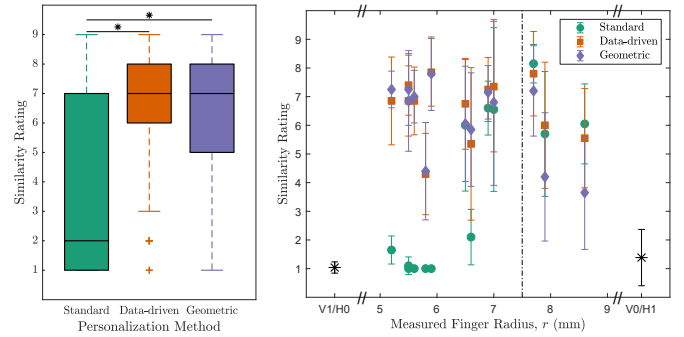 Similarity Rating
9
8
7
6
5
4
3
2
1
*
*
Standard Data-driven Geometric
Personalization Method
Similarity Rating
9
8
7
6
5
4
3
2
1
Standard
Data-driven
Geometric
V1/H0 5 6 7 8 9 V0/H1
Measured Finger Radius, r (mm)